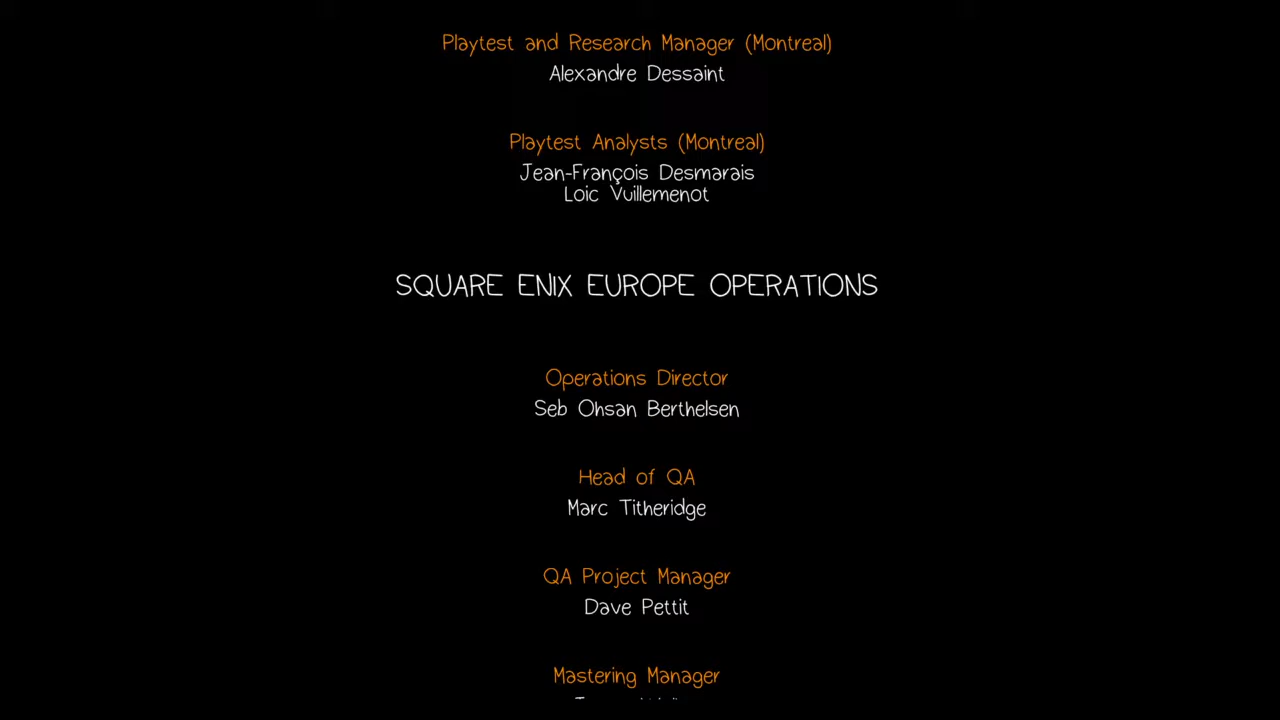 Playtest and Research Manager (Montreal)
Alexandre Dessaint
Playtest Analysts (Montreal)
Jean-François Desmarais
Loic Vuillemenot
SQUARE ENIX EUROPE OPERATIONS
Operations Director
Seb Ohsan Berthelsen
Head of QA
Marc Titheridge
QA Project Manager
Dave Pettit
Mastering Manager